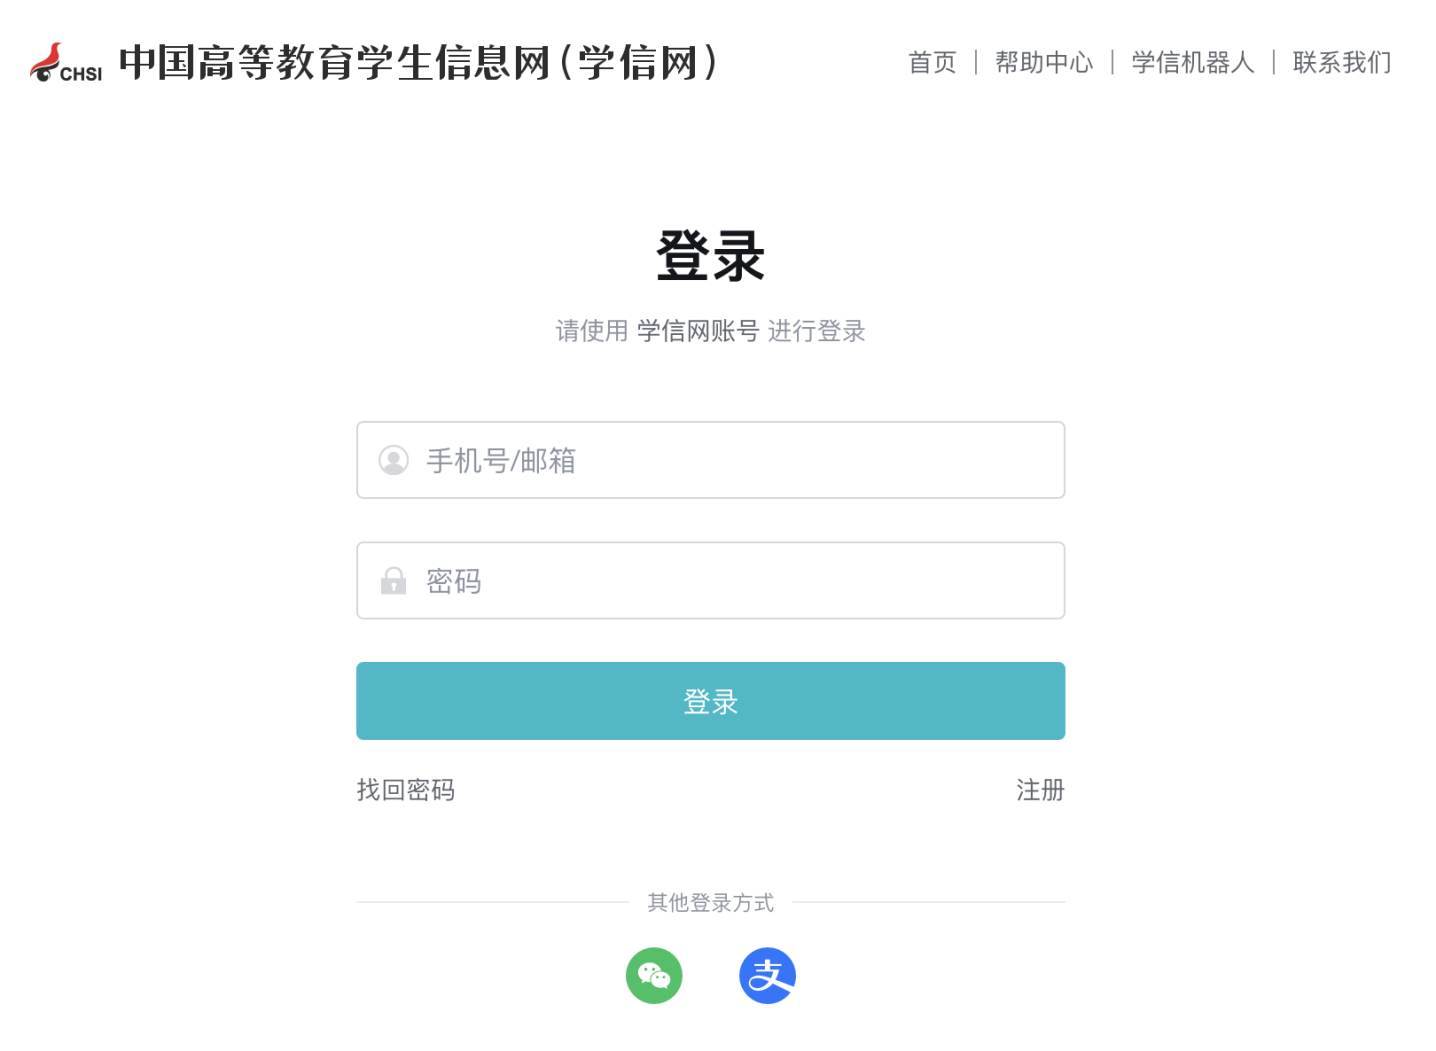 CHSI 中国高等教育学生信息网(学信网)
首页 | 帮助中心 | 学信机器人 | 联系我们
登录
请使用 学信网账号 进行登录
手机号/邮箱
密码
登录
找回密码 注册
其他登录方式
支